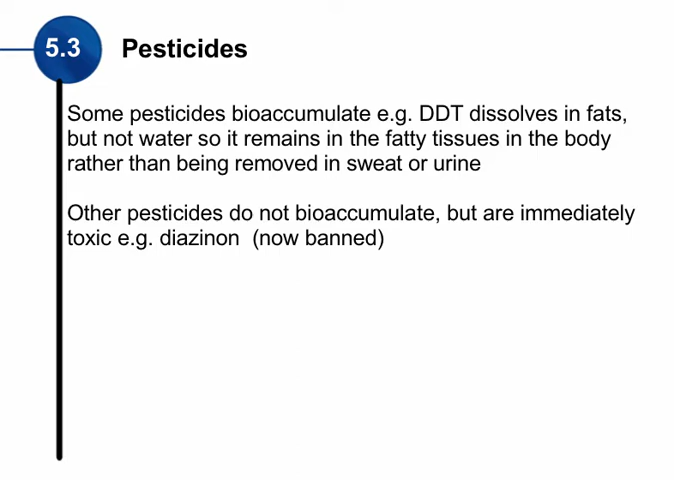 5.3 Pesticides
Some pesticides bioaccumulate e.g. DDT dissolves in fats,
but not water so it remains in the fatty tissues in the body
rather than being removed in sweat or urine
Other pesticides do not bioaccumulate, but are immediately
toxic e.g. diazinon  (now banned)